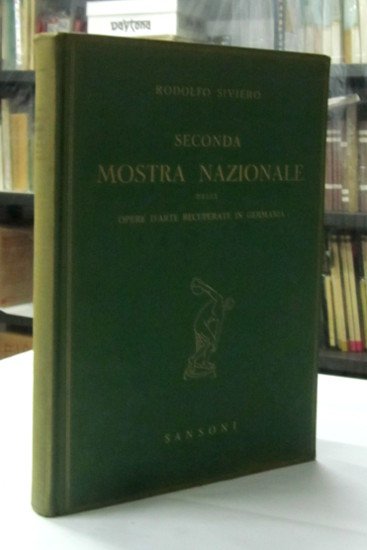 RODOLFO SIVIERO
SECONDA
MOSTRA NAZIONALE
DELLE
OPERE D'ARTE RECUPERATE IN GERMANIA
SANSONI